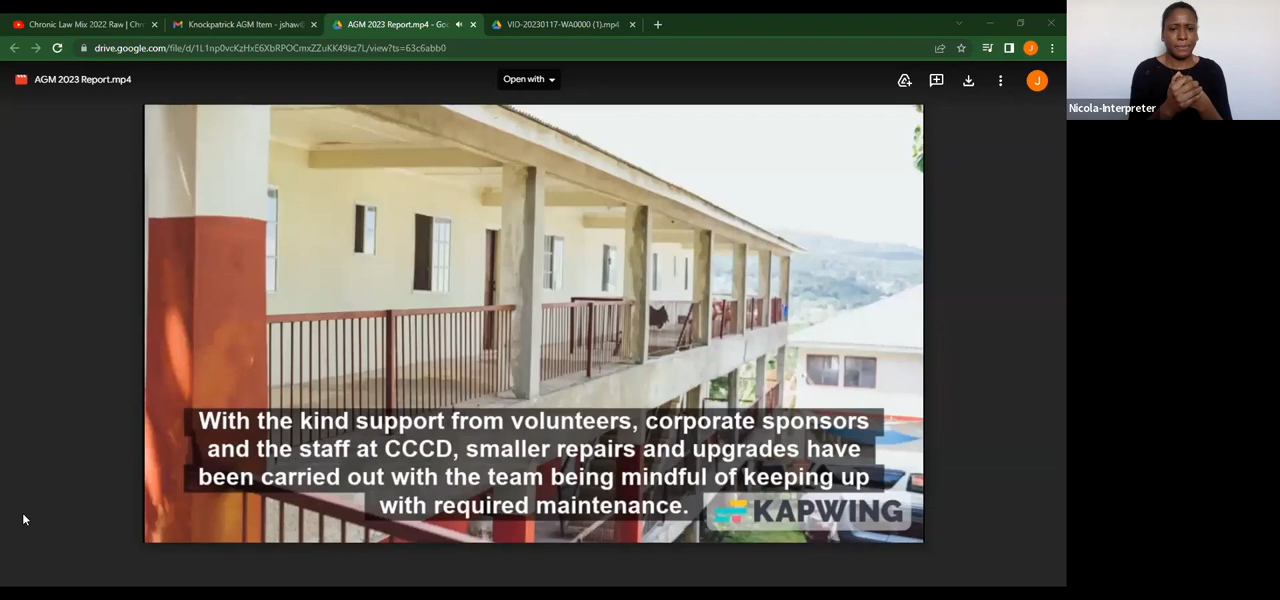 Chronic Law Mix 2022 Raw | Chr
Knockpatrick AGM Item - jshaw@
AGM 2023 Report.mp4 - Goo
VID-20230117-WA0000 (1).mp4
drive.google.com/file/d/1L1np0vcKzHxE6XbRPOCmxZZuKK49kz7L/view?ts=63c6abb0
J
AGM 2023 Report.mp4
Open with
J
Nicola-Interpreter
With the kind support from volunteers, corporate sponsors
and the staff at CCCD, smaller repairs and upgrades have
been carried out with the team being mindful of keeping up
with required maintenance.
KAPWING